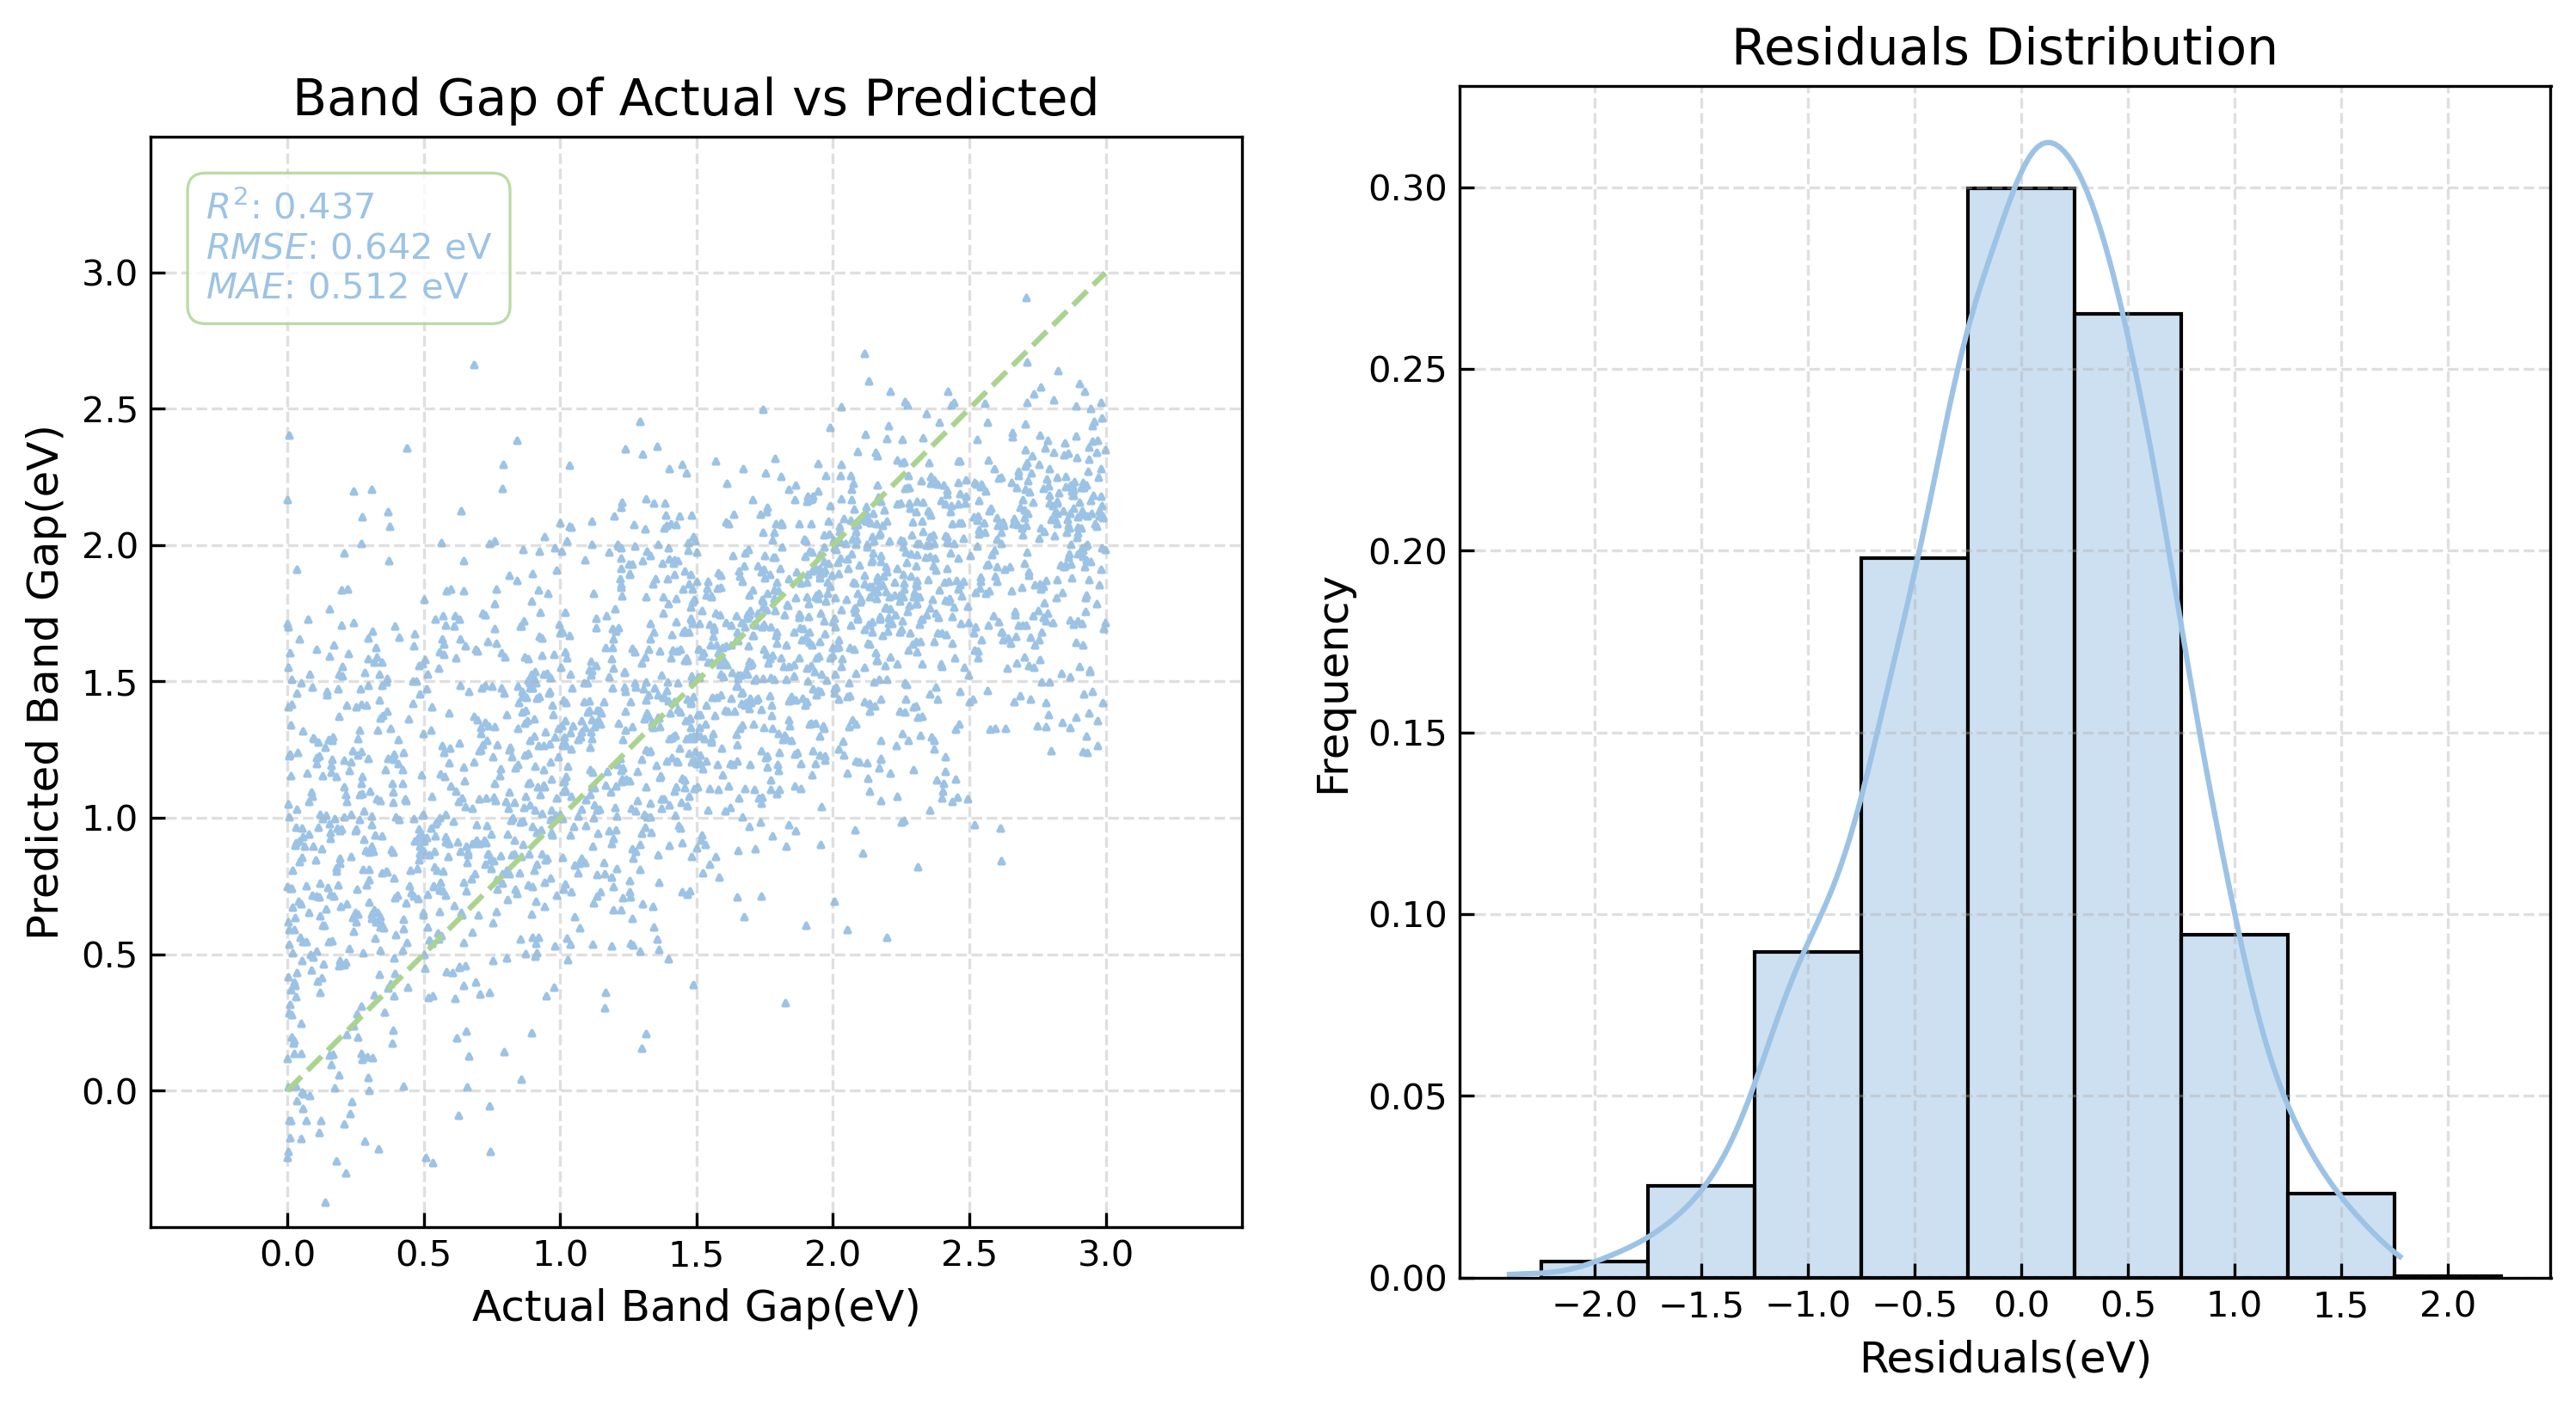 Band Gap of Actual vs Predicted
R²: 0.437
RMSE: 0.642 eV
MAE: 0.512 eV
3.0
2.5
2.0
1.5
1.0
0.5
0.0
Predicted Band Gap(eV)
0.0 0.5 1.0 1.5 2.0 2.5 3.0
Actual Band Gap(eV)
Residuals Distribution
0.30
0.25
0.20
0.15
0.10
0.05
0.00
Frequency
−2.0 −1.5 −1.0 −0.5 0.0 0.5 1.0 1.5 2.0
Residuals(eV)